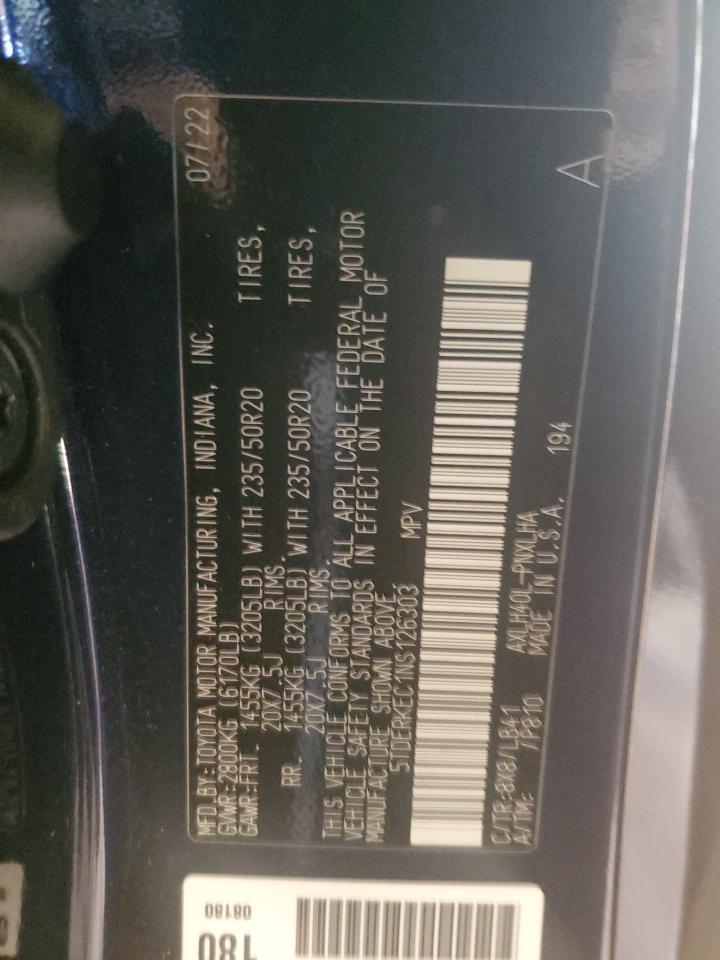 MFD.BY:TOYOTA MOTOR MANUFACTURING, INDIANA, INC. 07/22
GVWR:2800KG (6170LB)
GAWR:FRT. 1455KG (3205LB) WITH 235/50R20 TIRES,
20X7.5J RIMS
RR. 1455KG (3205LB) WITH 235/50R20 TIRES,
20X7.5J RIMS.
THIS VEHICLE CONFORMS TO ALL APPLICABLE FEDERAL MOTOR
VEHICLE SAFETY STANDARDS IN EFFECT ON THE DATE OF
MANUFACTURE SHOWN ABOVE.
5TDERKEC1NS126303 MPV
C/TR:8X8/LB41 AXLH40L-PNXLHA
A/TM: /P810 MADE IN U.S.A. 194
A
180
08180